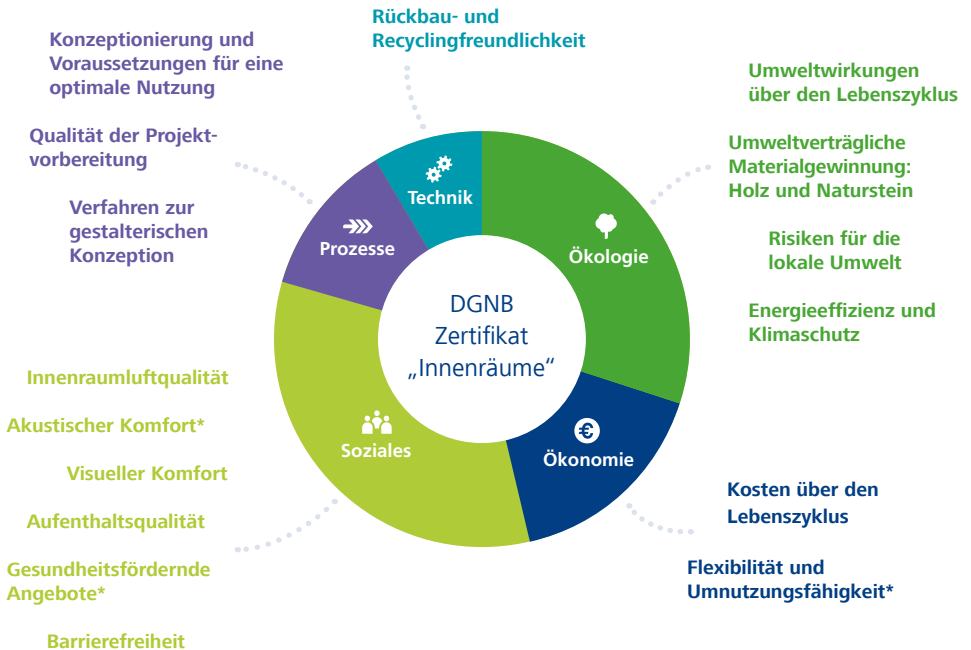 Rückbau- und
Recyclingfreundlichkeit
Konzeptionierung und
Voraussetzungen für eine
optimale Nutzung
Qualität der Projekt-
vorbereitung
Verfahren zur
gestalterischen
Konzeption
Umweltwirkungen
über den Lebenszyklus
Umweltverträgliche
Materialgewinnung:
Holz und Naturstein
Risiken für die
lokale Umwelt
Energieeffizienz und
Klimaschutz
Technik
Prozesse
Ökologie
DGNB
Zertifikat
„Innenräume“
Soziales
€
Ökonomie
Innenraumluftqualität
Akustischer Komfort*
Visueller Komfort
Aufenthaltsqualität
Gesundheitsfördernde
Angebote*
Barrierefreiheit
Kosten über den
Lebenszyklus
Flexibilität und
Umnutzungsfähigkeit*